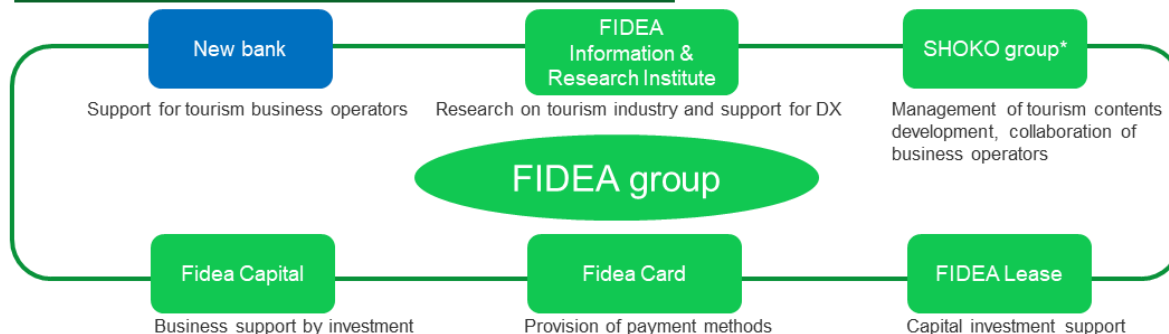 New bank
FIDEA
Information &
Research Institute
SHOKO group*
Support for tourism business operators
Research on tourism industry and support for DX
Management of tourism contents
development, collaboration of
business operators
FIDEA group
Fidea Capital
Fidea Card
FIDEA Lease
Business support by investment
Provision of payment methods
Capital investment support